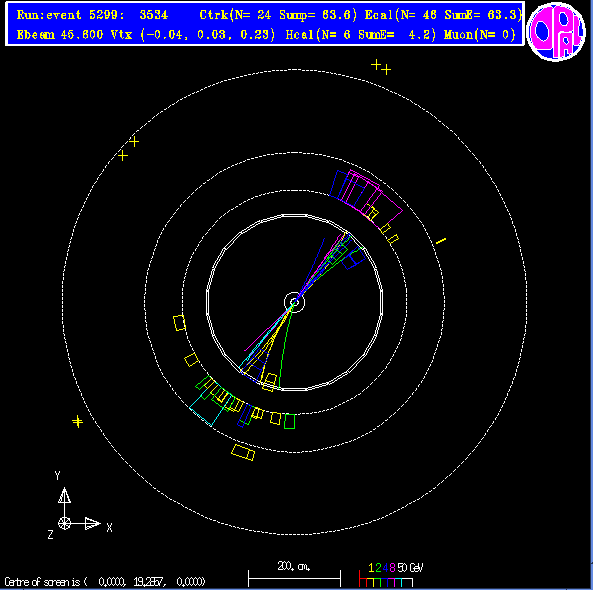 Run:event 5299: 3534 Ctrk(N= 24 Sump= 63.6) Ecal(N= 46 SumE= 63.3)
Ebeam 45.600 Vtx (-0.04, 0.03, 0.23) Hcal(N= 6 SumE= 4.2) Muon(N= 0)
OPAL
Y
X
Z
200. cm.
1 2 4 8 50 GeV
Centre of screen is ( 0.0000, 19.2857, 0.0000)